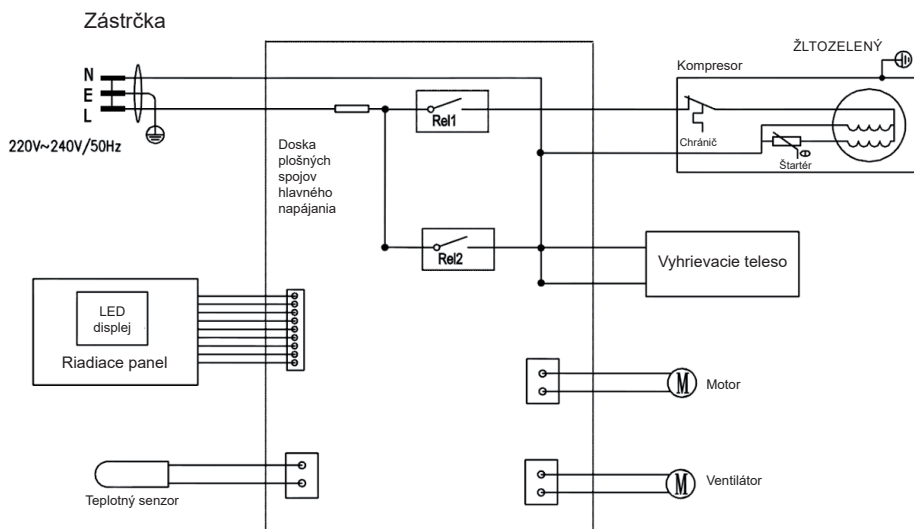 Zástrčka
N
E
L
220V~240V/50Hz
Doska
plošných
spojov
hlavného
napájania
Rel1
Rel2
ŽLTOZELENÝ
Kompresor
Chránič
Štartér
Vyhrievacie teleso
LED
displej
Riadiace panel
M
Motor
Teplotný senzor
M
Ventilátor